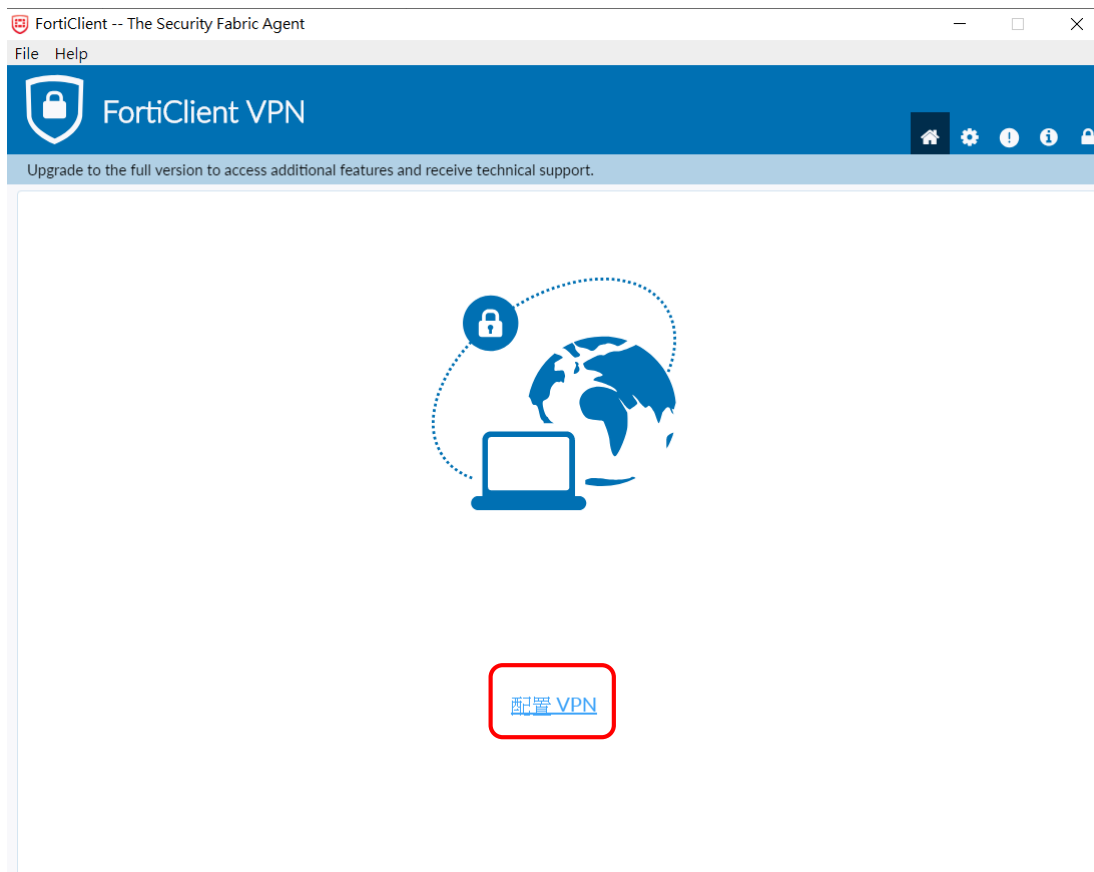 FortiClient -- The Security Fabric Agent
File Help
FortiClient VPN
Upgrade to the full version to access additional features and receive technical support.
配置 VPN